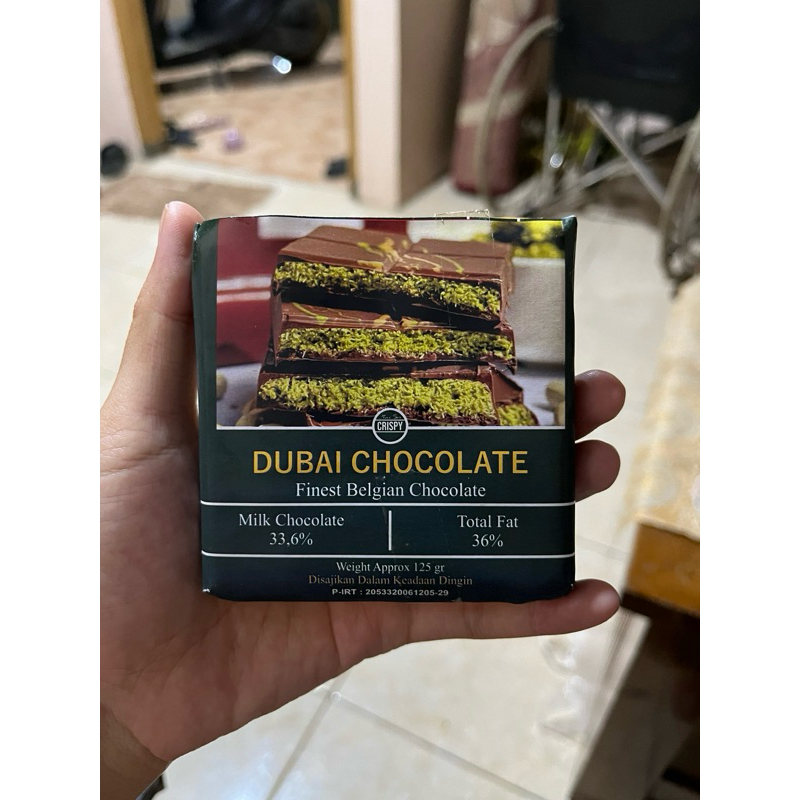 CRISPY
DUBAI CHOCOLATE
Finest Belgian Chocolate
Milk Chocolate
33,6%
Total Fat
36%
Weight Approx 125 gr
Disajikan Dalam Keadaan Dingin
P-IRT : 2053320061205-29